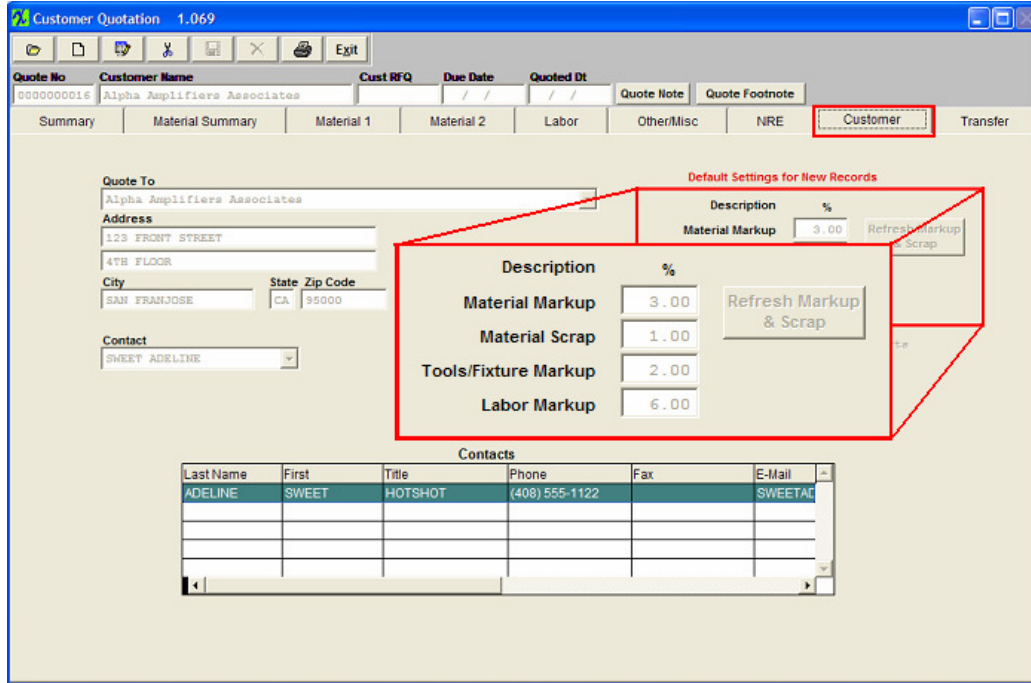 Customer Quotation 1.069
Exit
Quote No Customer Name Cust RFQ Due Date Quoted Dt
0000000016 Alpha Amplifiers Associates / / / / Quote Note Quote Footnote
Summary Material Summary Material 1 Material 2 Labor Other/Misc NRE Customer Transfer
Quote To
Alpha Amplifiers Associates
Address
123 FRONT STREET
4TH FLOOR
City State Zip Code
SAN FRANJOSE CA 95000
Contact
SWEET ADELINE
Default Settings for New Records
Description %
Material Markup 3.00 Refresh Markup
& Scrap
Description %
Material Markup 3.00 Refresh Markup
& Scrap
Material Scrap 1.00
Tools/Fixture Markup 2.00
Labor Markup 6.00
Contacts
Last Name First Title Phone Fax E-Mail
ADELINE SWEET HOTSHOT (408) 555-1122 SWEETAD